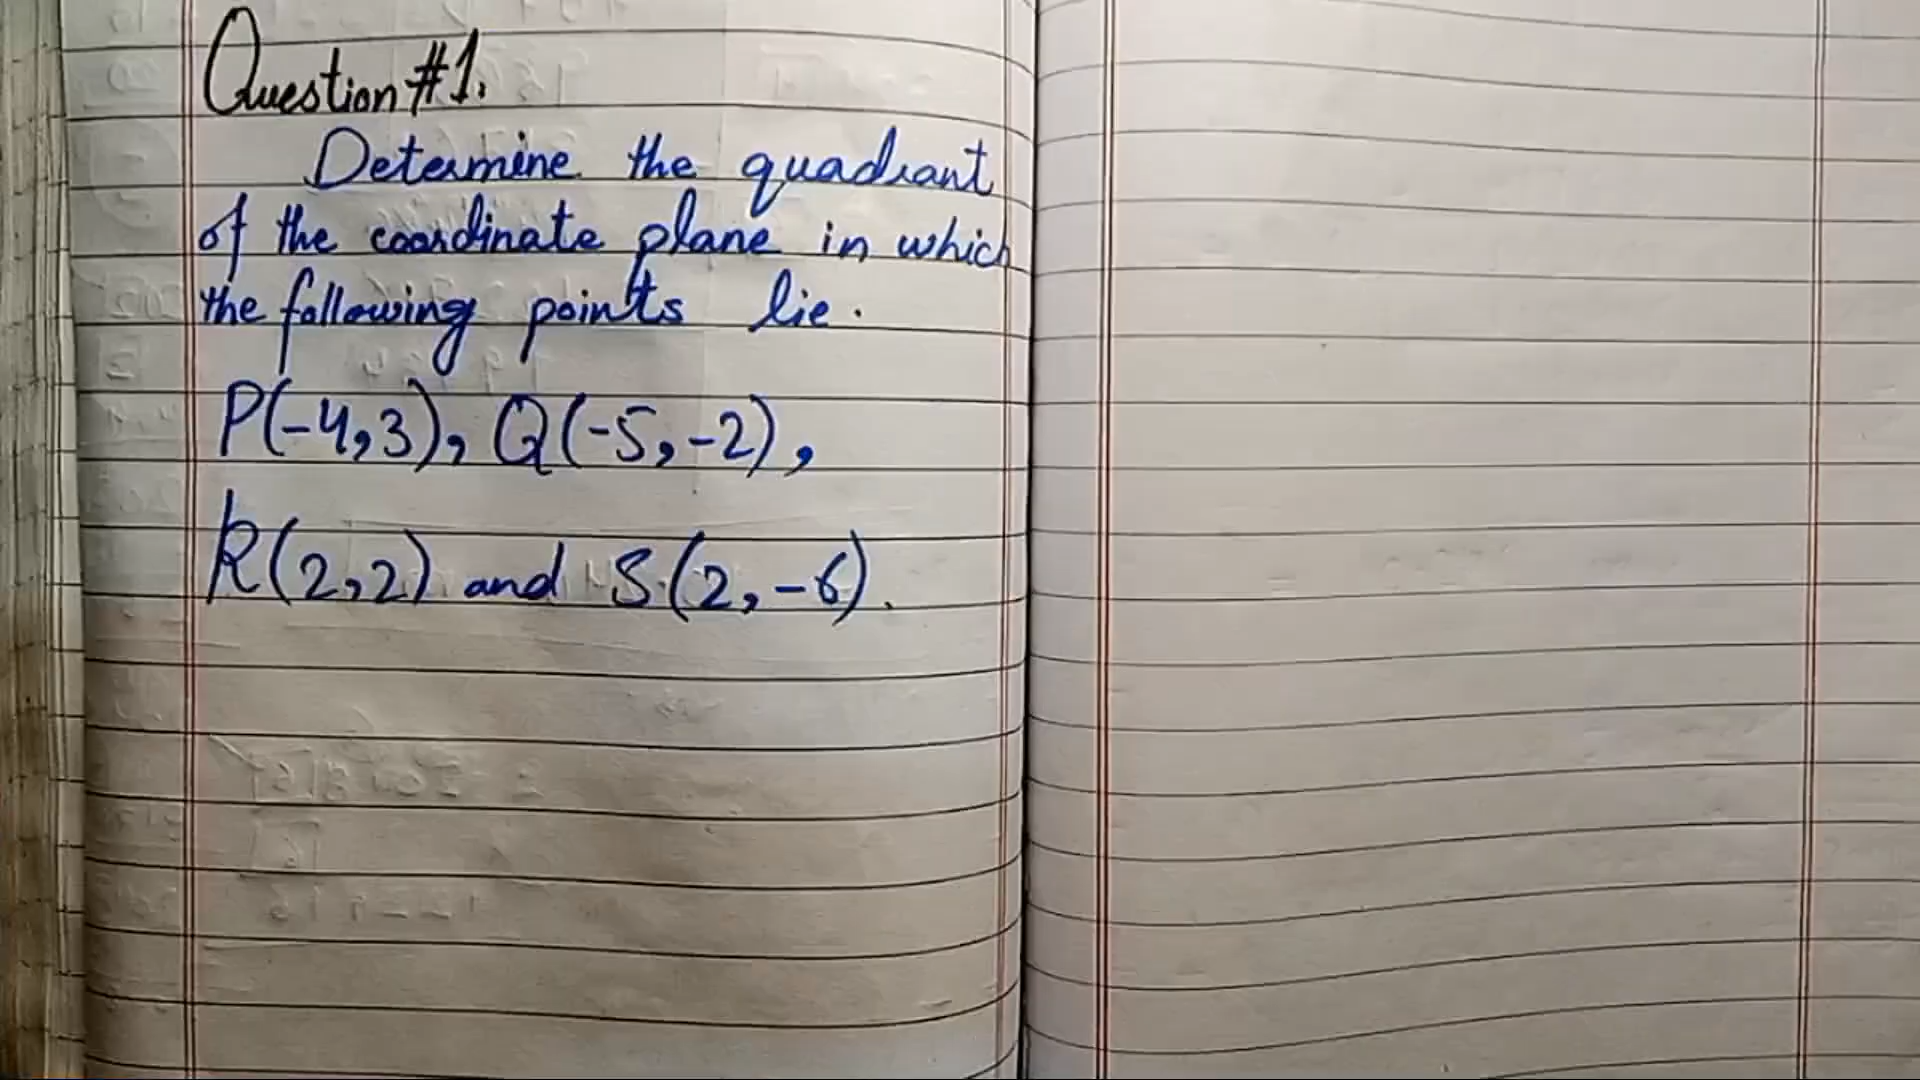 Question #1.
Determine the quadrant
of the coordinate plane in which
the following points lie.
P(-4,3), Q(-5,-2),
R(2,2) and S(2,-6).